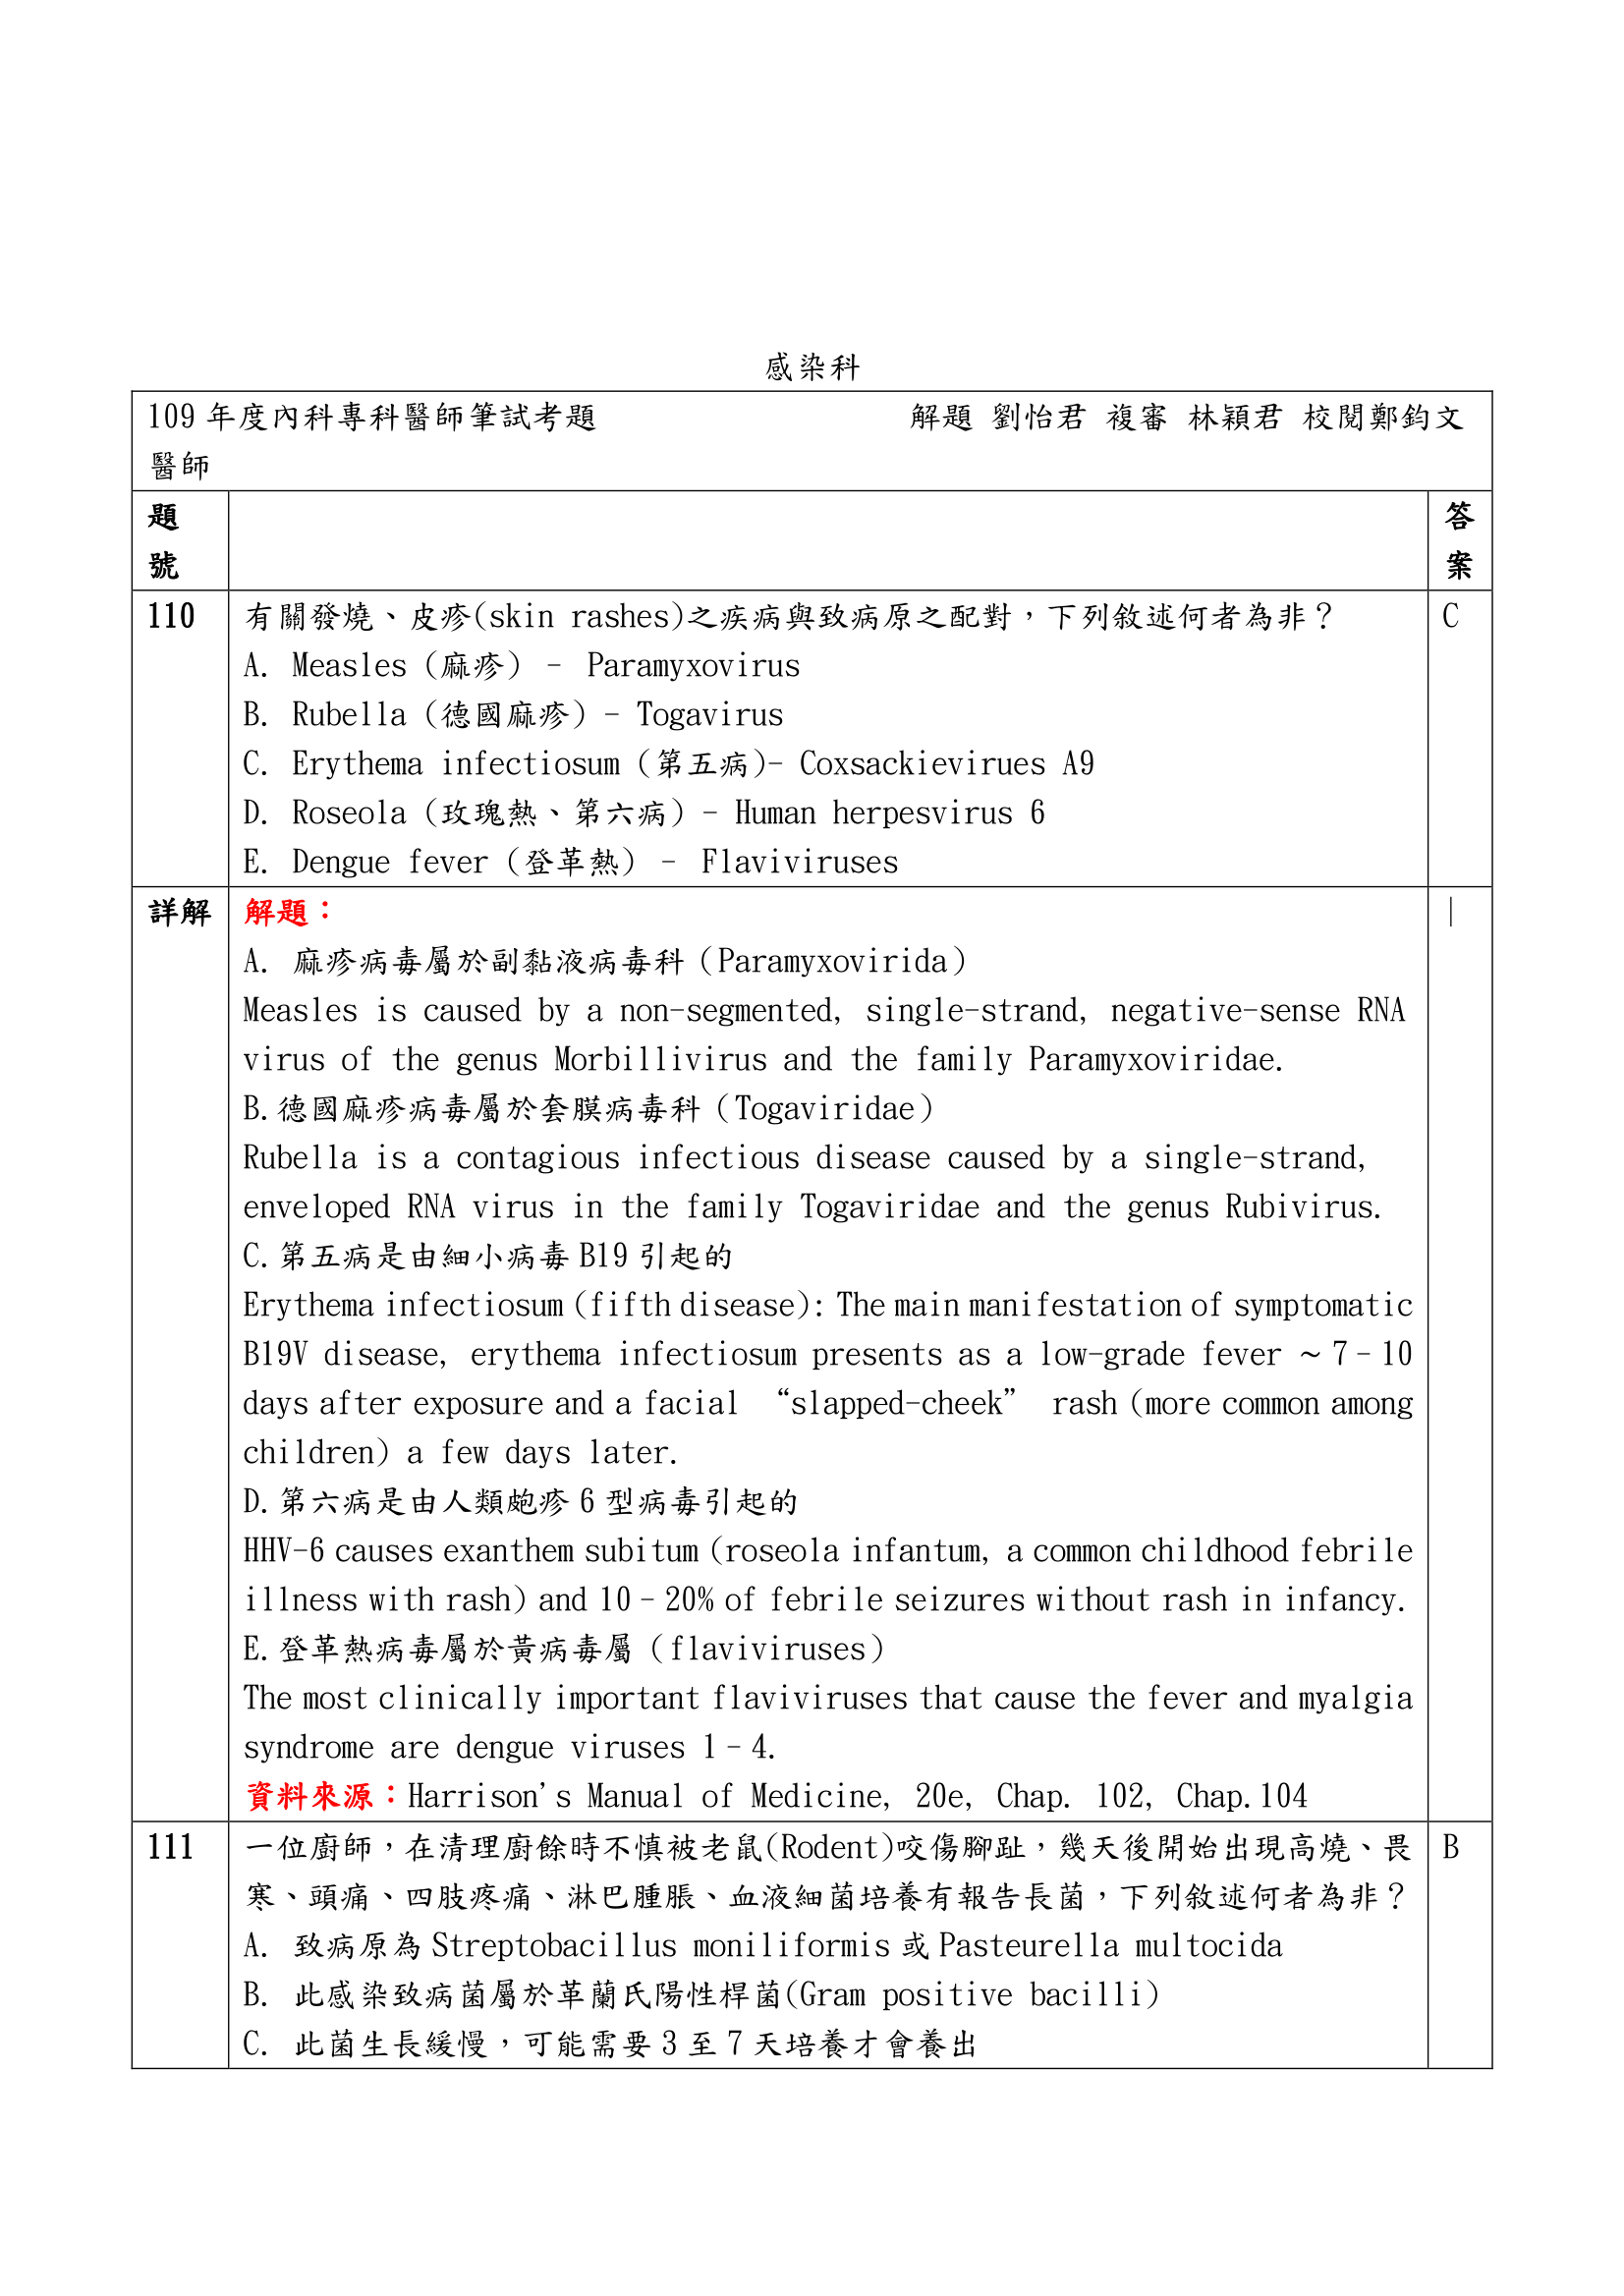 感染科
109 年度內科專科醫師筆試考題 解題 劉怡君 複審 林穎君 校閱鄭鈞文
醫師
題
號
答
案
110
有關發燒、皮疹(skin rashes)之疾病與致病原之配對，下列敘述何者為非？
C
A. Measles（麻疹）– Paramyxovirus
B. Rubella（德國麻疹）- Togavirus
C. Erythema infectiosum（第五病)- Coxsackievirues A9
D. Roseola（玫瑰熱、第六病）- Human herpesvirus 6
E. Dengue fever（登革熱）– Flaviviruses
詳解
解題：
|
A. 麻疹病毒屬於副黏液病毒科（Paramyxovirida）
Measles is caused by a non-segmented, single-strand, negative-sense RNA
virus of the genus Morbillivirus and the family Paramyxoviridae.
B.德國麻疹病毒屬於套膜病毒科（Togaviridae）
Rubella is a contagious infectious disease caused by a single-strand,
enveloped RNA virus in the family Togaviridae and the genus Rubivirus.
C.第五病是由細小病毒 B19 引起的
Erythema infectiosum (fifth disease): The main manifestation of symptomatic
B19V disease, erythema infectiosum presents as a low-grade fever ~7–10
days after exposure and a facial “slapped-cheek” rash (more common among
children) a few days later.
D.第六病是由人類皰疹 6 型病毒引起的
HHV-6 causes exanthem subitum (roseola infantum, a common childhood febrile
illness with rash) and 10–20% of febrile seizures without rash in infancy.
E.登革熱病毒屬於黃病毒屬（flaviviruses）
The most clinically important flaviviruses that cause the fever and myalgia
syndrome are dengue viruses 1–4.
資料來源：Harrison's Manual of Medicine, 20e, Chap. 102, Chap.104
111
一位廚師，在清理廚餘時不慎被老鼠(Rodent)咬傷腳趾，幾天後開始出現高燒、畏
B
寒、頭痛、四肢疼痛、淋巴腫脹、血液細菌培養有報告長菌，下列敘述何者為非？
A. 致病原為 Streptobacillus moniliformis 或 Pasteurella multocida
B. 此感染致病菌屬於革蘭氏陽性桿菌(Gram positive bacilli)
C. 此菌生長緩慢，可能需要 3 至 7 天培養才會養出